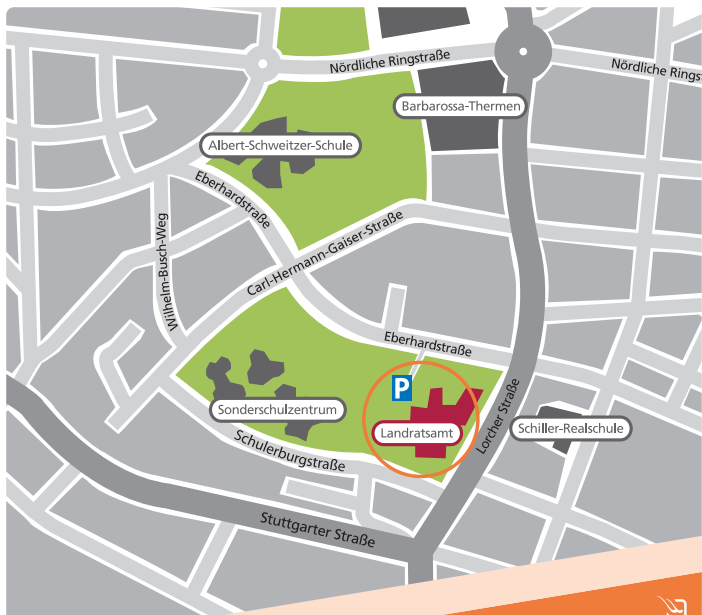 Nördliche Ringstraße
Nördliche Ringst
Barbarossa-Thermen
Albert-Schweitzer-Schule
Eberhardstraße
Carl-Hermann-Gaiser-Straße
Wilhelm-Busch-Weg
Eberhardstraße
P
Sonderschulzentrum
Landratsamt
Lorcher Straße
Schiller-Realschule
Schulerburgstraße
Stuttgarter Straße